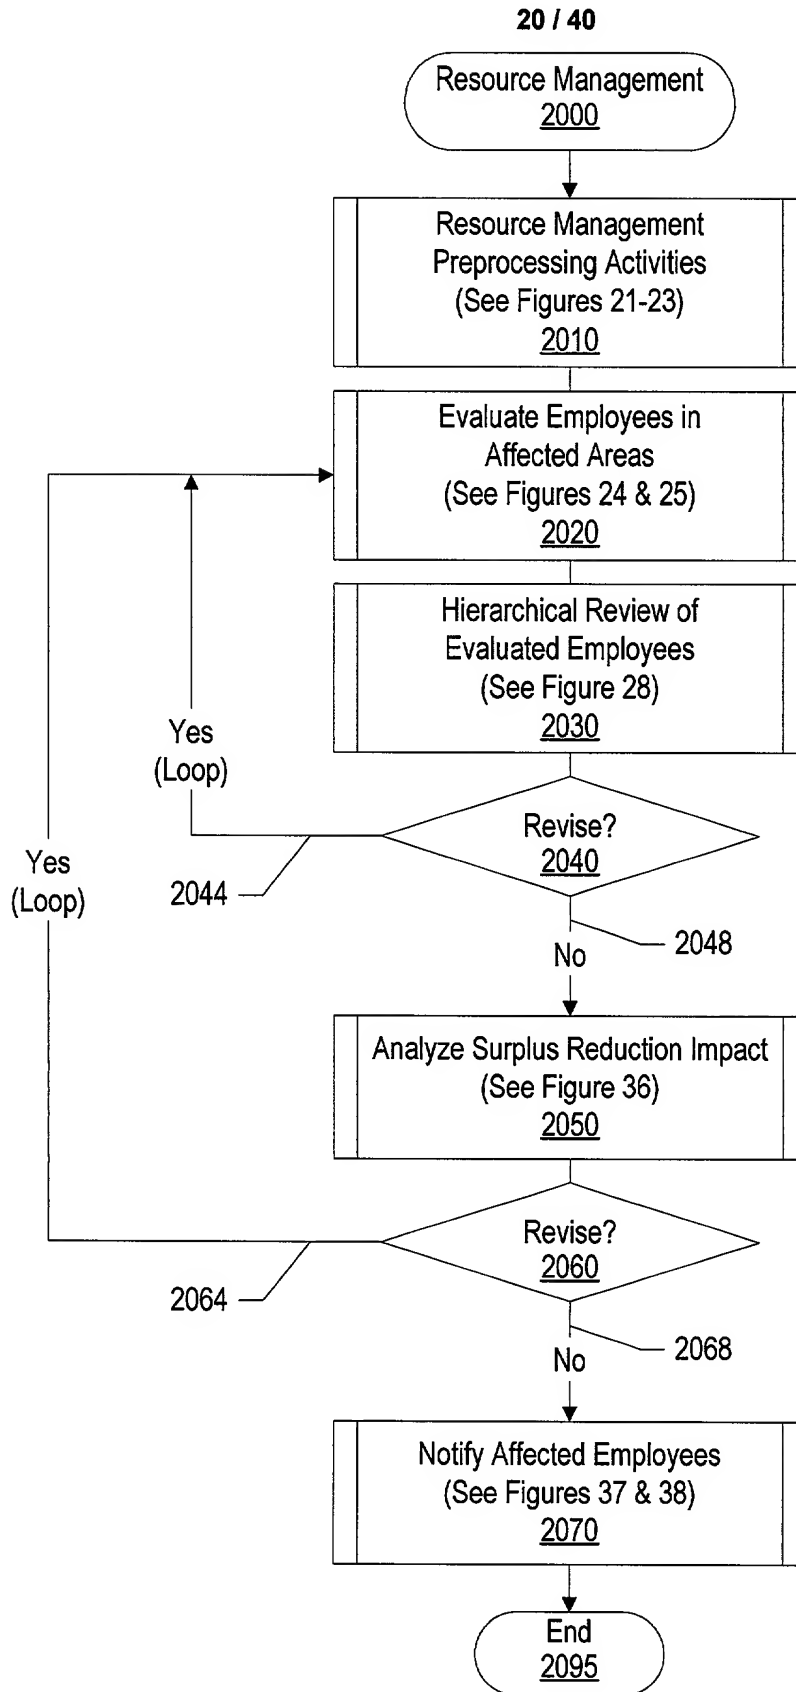 20 / 40
Resource Management
2000
Resource Management
Preprocessing Activities
(See Figures 21-23)
2010
Evaluate Employees in
Affected Areas
(See Figures 24 & 25)
2020
Hierarchical Review of
Evaluated Employees
(See Figure 28)
2030
Yes
(Loop)
Revise?
2040
2044
Yes
(Loop)
2048
No
Analyze Surplus Reduction Impact
(See Figure 36)
2050
Revise?
2060
2064
2068
No
Notify Affected Employees
(See Figures 37 & 38)
2070
End
2095